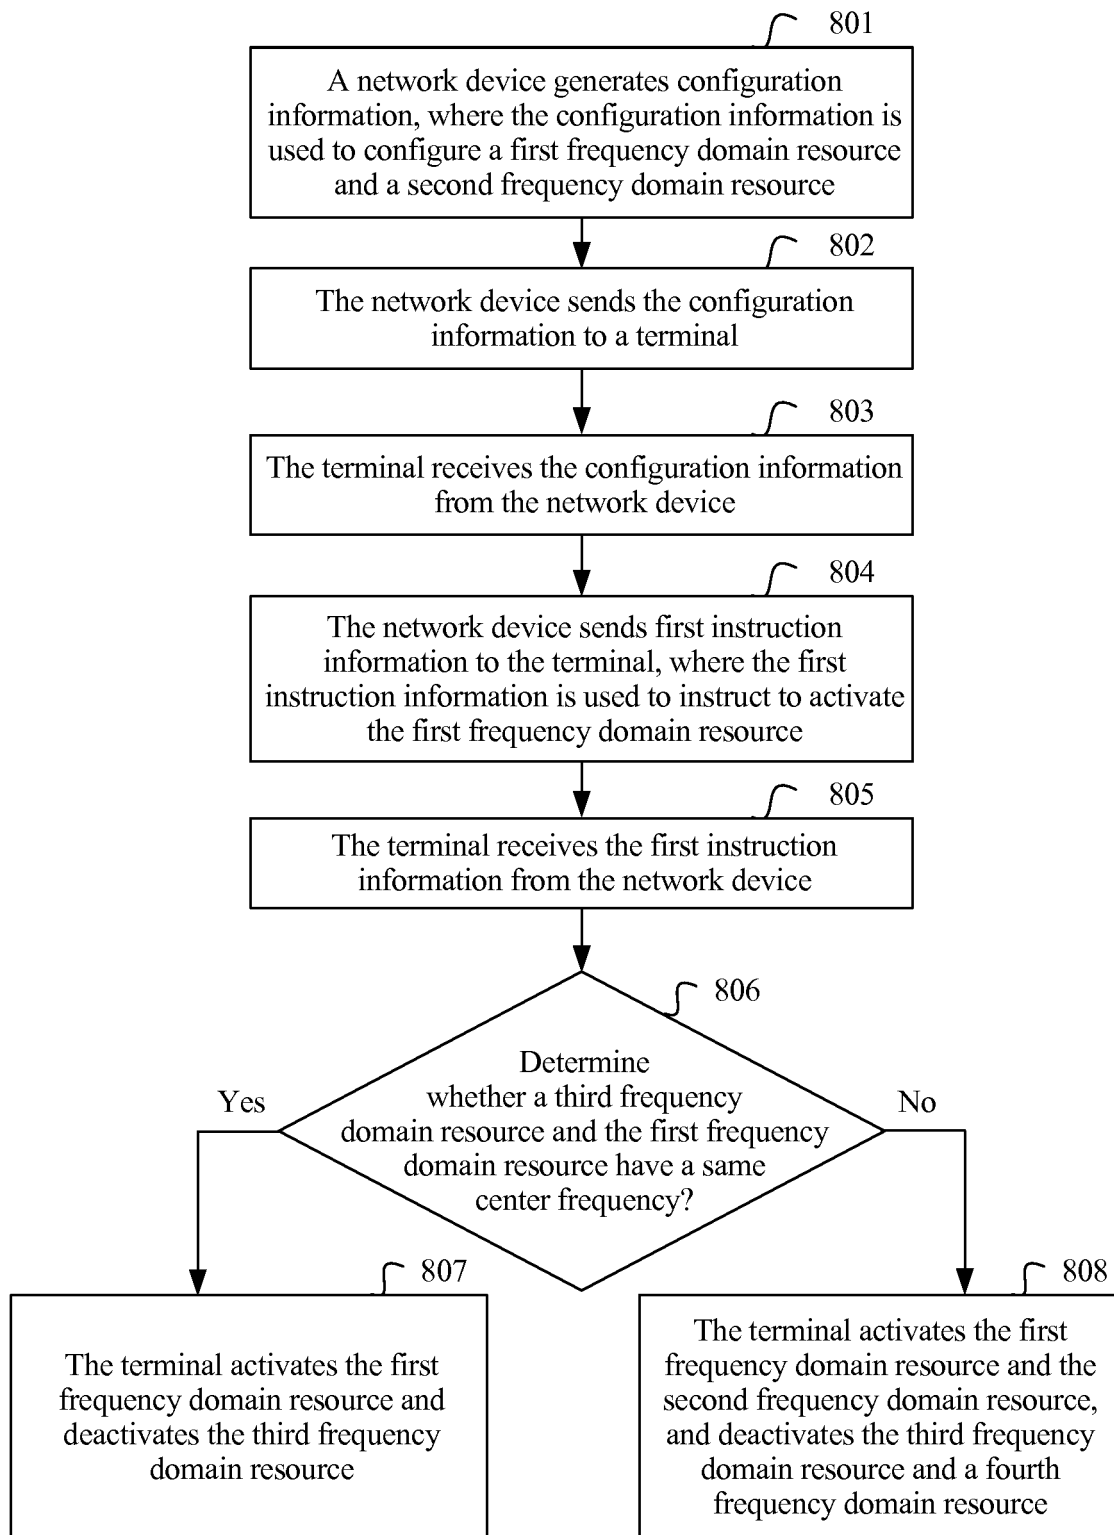 801
A network device generates configuration
information, where the configuration information is
used to configure a first frequency domain resource
and a second frequency domain resource
802
The network device sends the configuration
information to a terminal
803
The terminal receives the configuration information
from the network device
804
The network device sends first instruction
information to the terminal, where the first
instruction information is used to instruct to activate
the first frequency domain resource
805
The terminal receives the first instruction
information from the network device
806
Determine
whether a third frequency
domain resource and the first frequency
domain resource have a same
center frequency?
Yes
No
807
The terminal activates the first
frequency domain resource and
deactivates the third frequency
domain resource
808
The terminal activates the first
frequency domain resource and the
second frequency domain resource,
and deactivates the third frequency
domain resource and a fourth
frequency domain resource